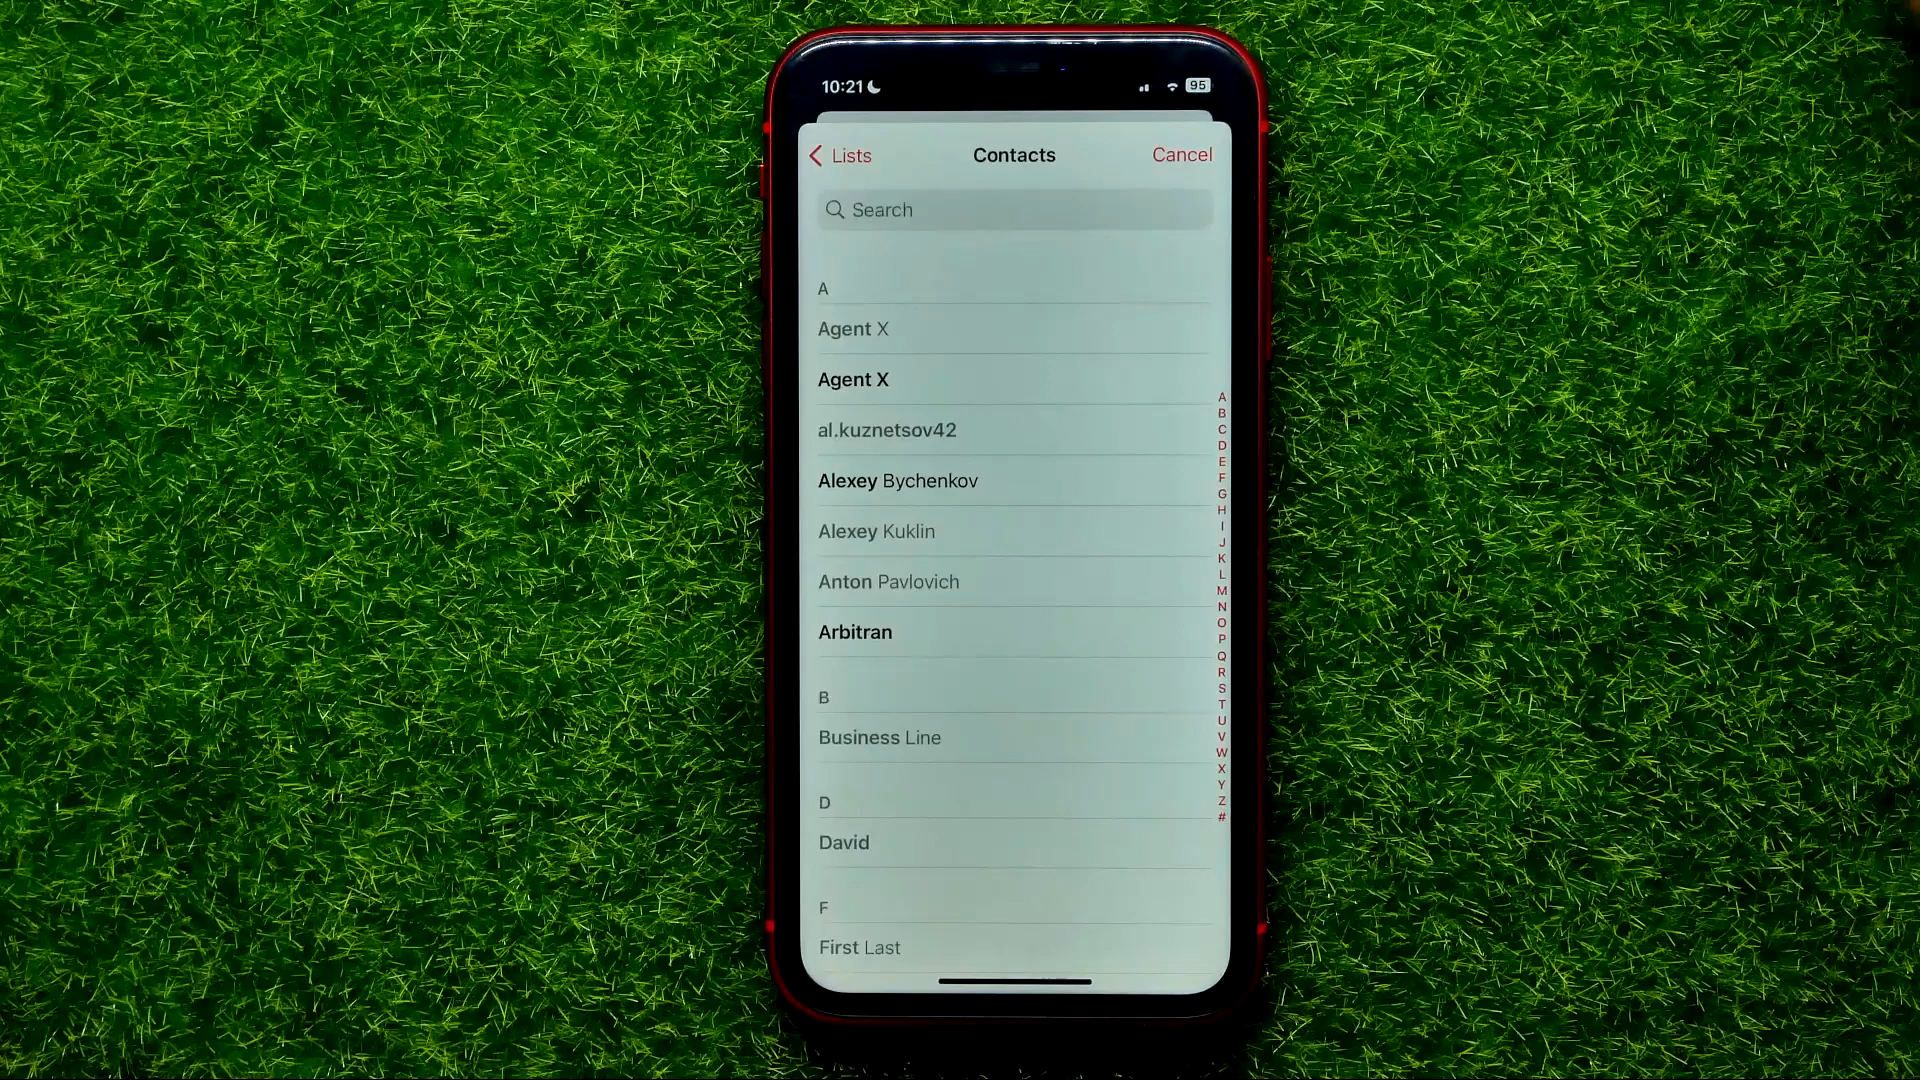 10:21
95
Lists
Contacts
Cancel
Search
A
Agent X
Agent X
al.kuznetsov42
Alexey Bychenkov
Alexey Kuklin
Anton Pavlovich
Arbitran
B
Business Line
D
David
F
First Last
A
B
C
D
E
F
G
H
I
J
K
L
M
N
O
P
Q
R
S
T
U
V
W
X
Y
Z
#